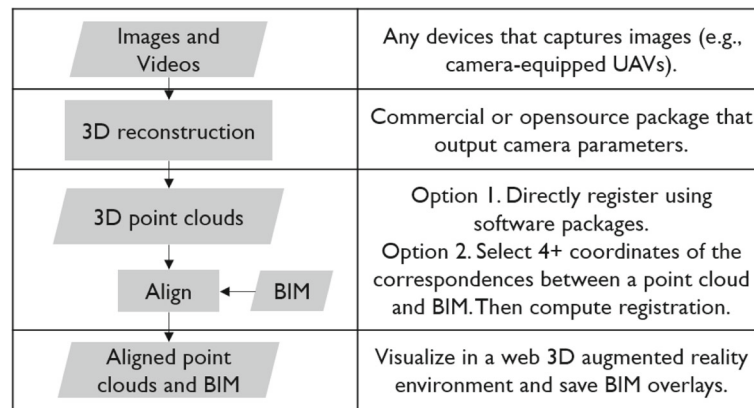 Images and
Videos
Any devices that captures images (e.g.,
camera-equipped UAVs).
3D reconstruction
Commercial or opensource package that
output camera parameters.
3D point clouds
Align
BIM
Option 1. Directly register using
software packages.
Option 2. Select 4+ coordinates of the
correspondences between a point cloud
and BIM. Then compute registration.
Aligned point
clouds and BIM
Visualize in a web 3D augmented reality
environment and save BIM overlays.